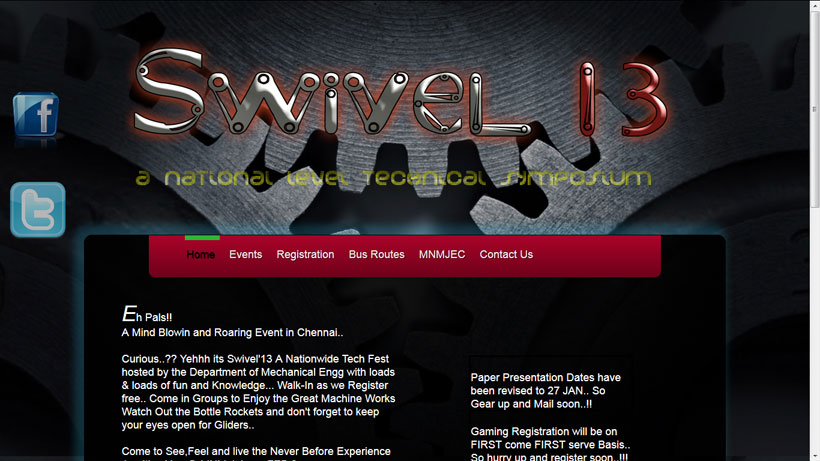 Swivel 13
A National Level Tecenical Symposium
Home Events Registration Bus Routes MNMJEC Contact Us
Eh Pals!!
A Mind Blowin and Roaring Event in Chennai..
Curious..?? Yehhh its Swivel'13 A Nationwide Tech Fest
hosted by the Department of Mechanical Engg with loads
& loads of fun and Knowledge... Walk-In as we Register
free.. Come in Groups to Enjoy the Great Machine Works
Watch Out the Bottle Rockets and don't forget to keep
your eyes open for Gliders..
Come to See,Feel and live the Never Before Experience
Paper Presentation Dates have
been revised to 27 JAN.. So
Gear up and Mail soon..!!
Gaming Registration will be on
FIRST come FIRST serve Basis..
So hurry up and register soon..!!!